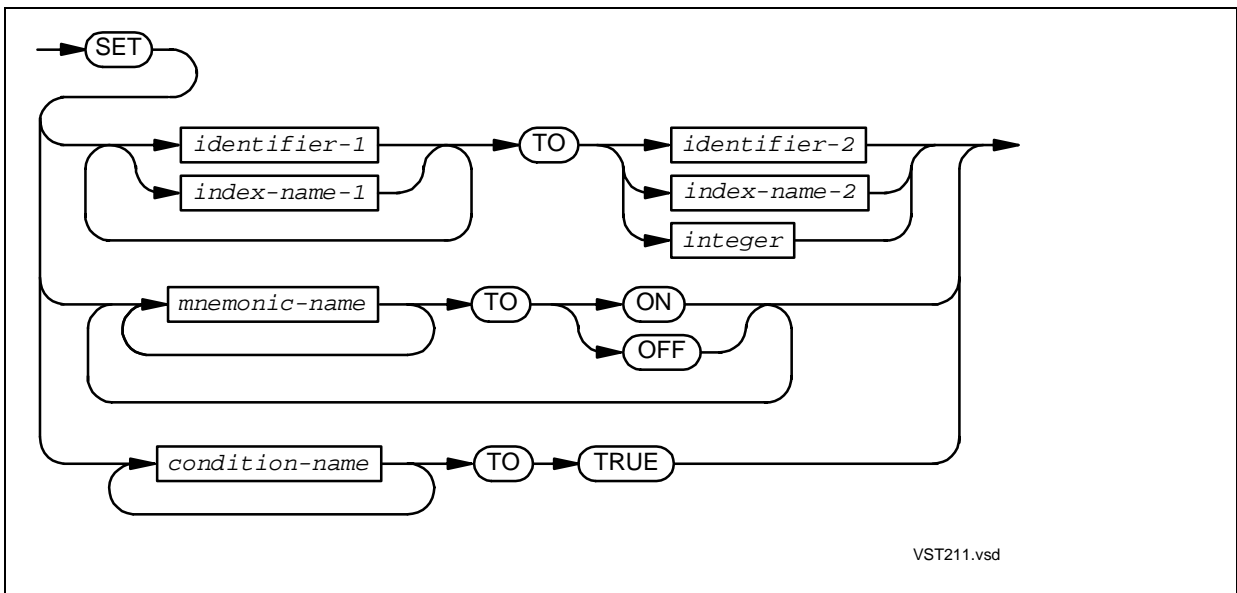 SET
identifier-1 TO identifier-2
index-name-1 index-name-2
integer
mnemonic-name TO ON
OFF
condition-name TO TRUE
VST211.vsd